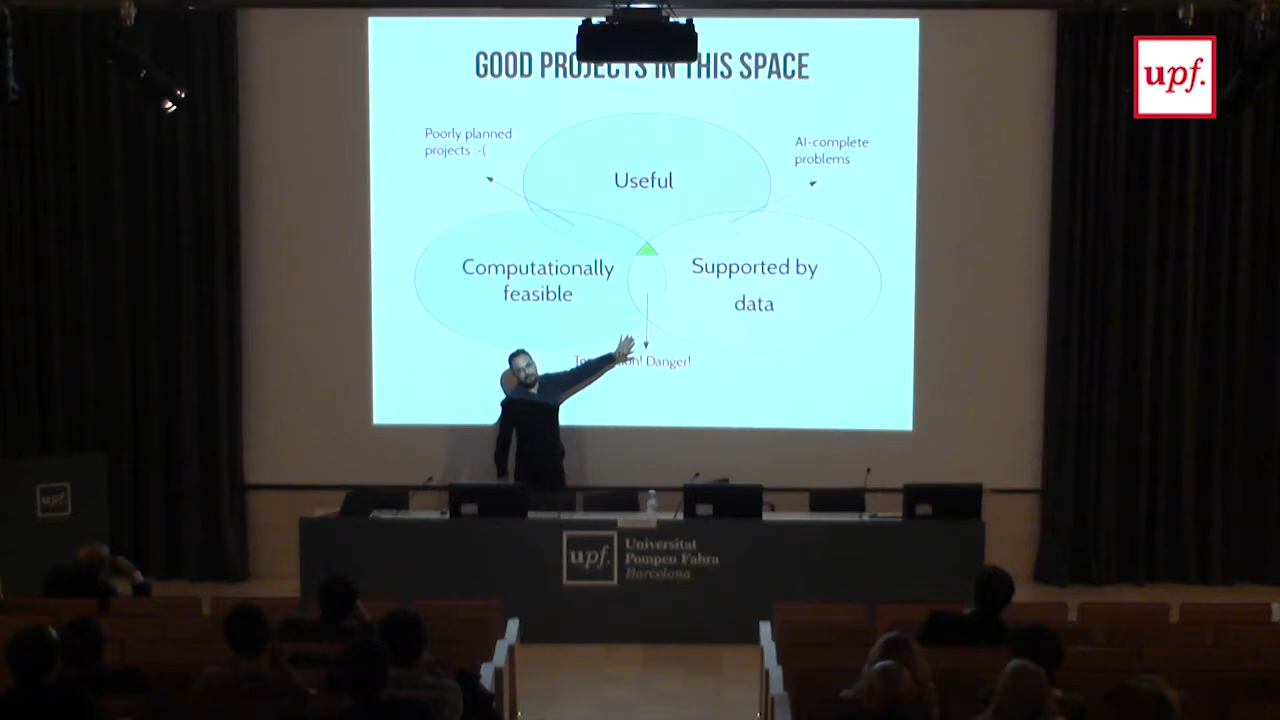 GOOD PROJECTS IN THIS SPACE
upf.
Poorly planned
projects :-(
AI-complete
problems
Useful
Computationally
feasible
Supported by
data
Danger!
upf.
upf.
Universitat
Pompeu Fabra
Barcelona